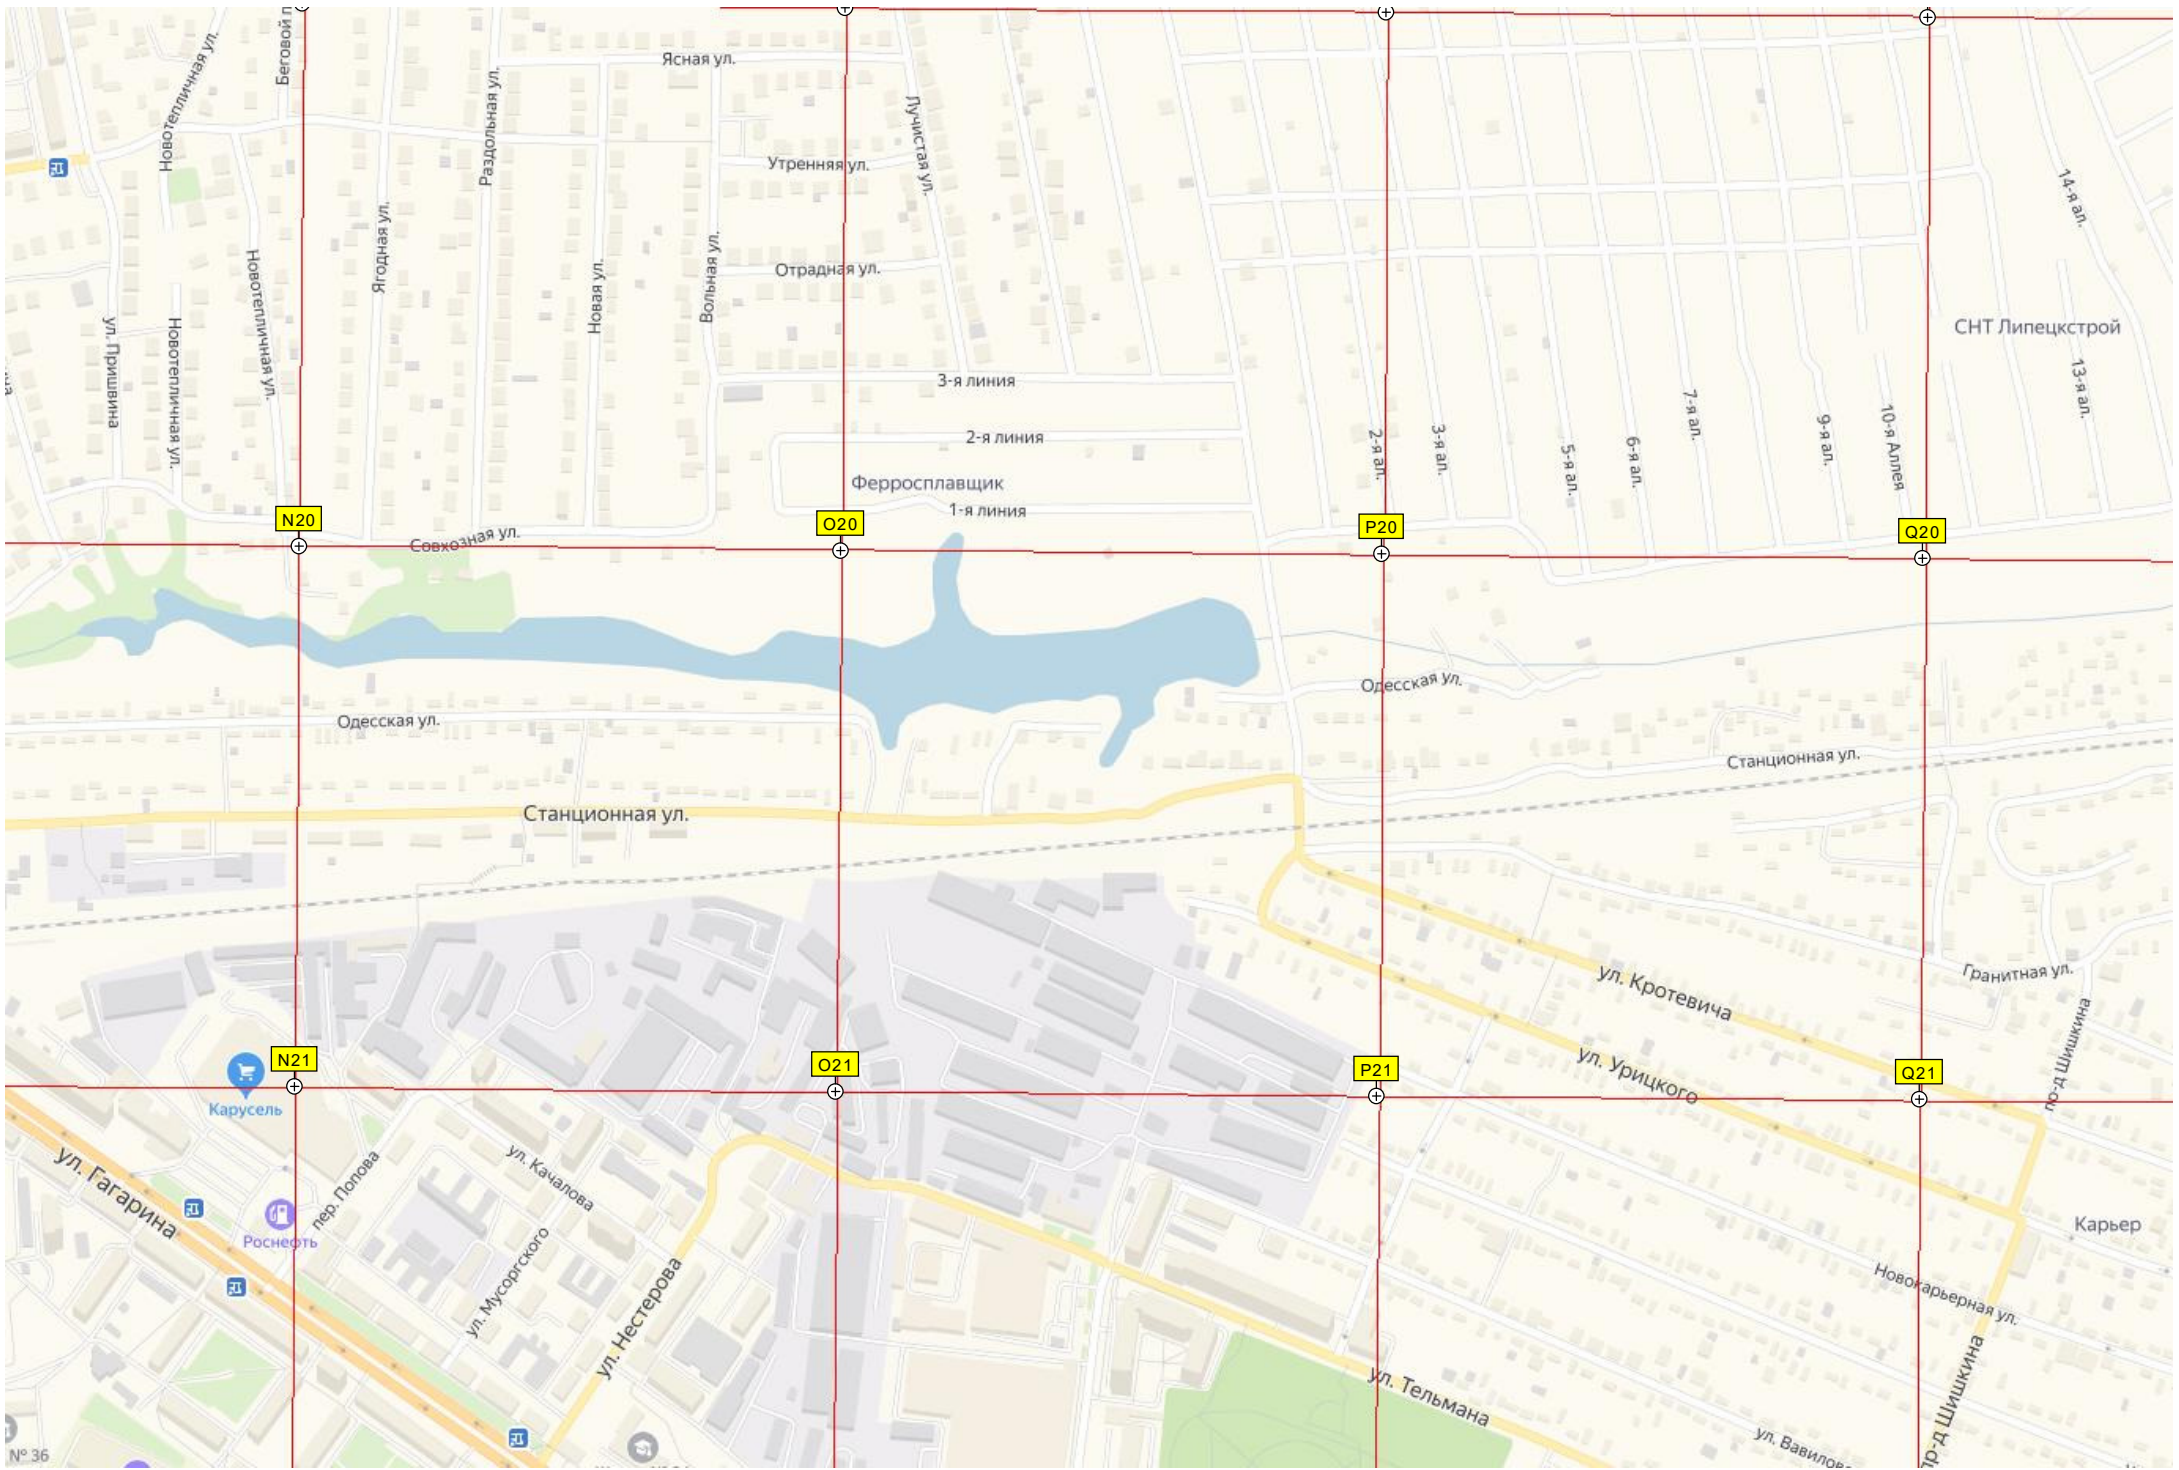 Беговой п
Ясная ул.
Новотепличная ул.
Раздольная ул.
Лучистая ул.
Утренняя ул.
14-я ал.
Ягодная ул.
Новотепличная ул.
Новая ул.
Вольная ул.
Отрадная ул.
СНТ Липецкстрой
ул. Пришвина
Новотепличная ул.
3-я линия
13-я ал.
7-я ал.
2-я линия
2-я ал.
3-я ал.
5-я ал.
6-я ал.
9-я ал.
10-я Аллея
Ферросплавщик
1-я линия
N20
O20
P20
Q20
Совхозная ул.
Одесская ул.
Одесская ул.
Станционная ул.
Станционная ул.
ул. Кротевича
Гранитная ул.
по-д Шишкина
ул. Урицкого
N21
O21
P21
Q21
Карусель
ул. Гагарина
пер. Попова
ул. Качалова
Роснефть
Карьер
ул. Мусоргского
ул. Нестерова
Новокарьерная ул.
ул. Тельмана
пр-д Шишкина
ул. Вавилова
№ 36